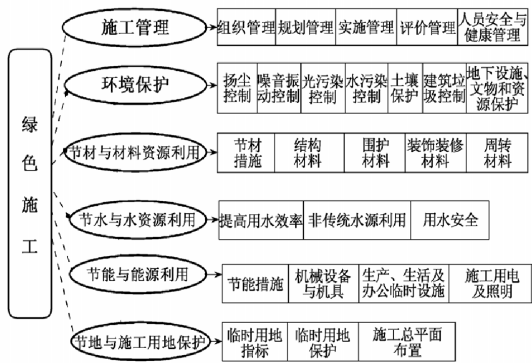 绿色施工
施工管理
组织管理 规划管理 实施管理 评价管理 人员安全与
健康管理
环境保护
扬尘 噪音振 光污染 水污染 土壤 建筑垃 地下设施、
控制 动控制 控制 控制 保护 圾控制 文物和资
源保护
节材与材料资源利用
节材 结构 围护 装饰装修 周转
措施 材料 材料 材料 材料
节水与水资源利用
提高用水效率 非传统水源利用 用水安全
节能与能源利用
节能措施 机械设备 生产、生活及 施工用电
与机具 办公临时设施 及照明
节地与施工用地保护
临时用地 临时用地 施工总平面
指标 保护 布置